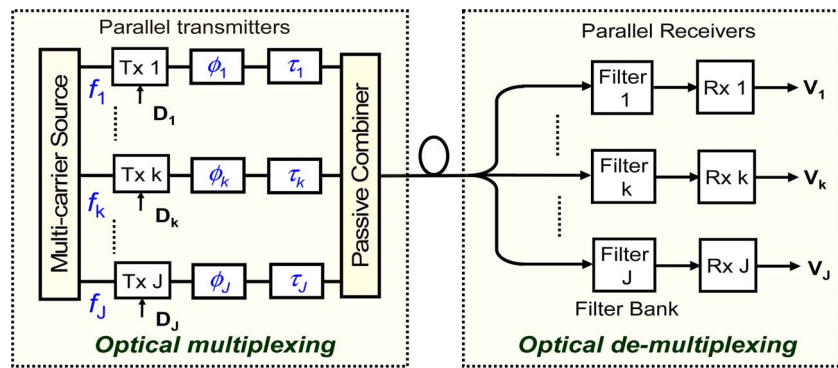 Parallel transmitters
Multi-carrier Source
f1
Tx 1
ϕ1
τ1
D1
fk
Tx k
ϕk
τk
Dk
fJ
Tx J
ϕJ
τJ
DJ
Passive Combiner
Optical multiplexing
Parallel Receivers
Filter
1
Rx 1
V1
Filter
k
Rx k
Vk
Filter
J
Rx J
VJ
Filter Bank
Optical de-multiplexing